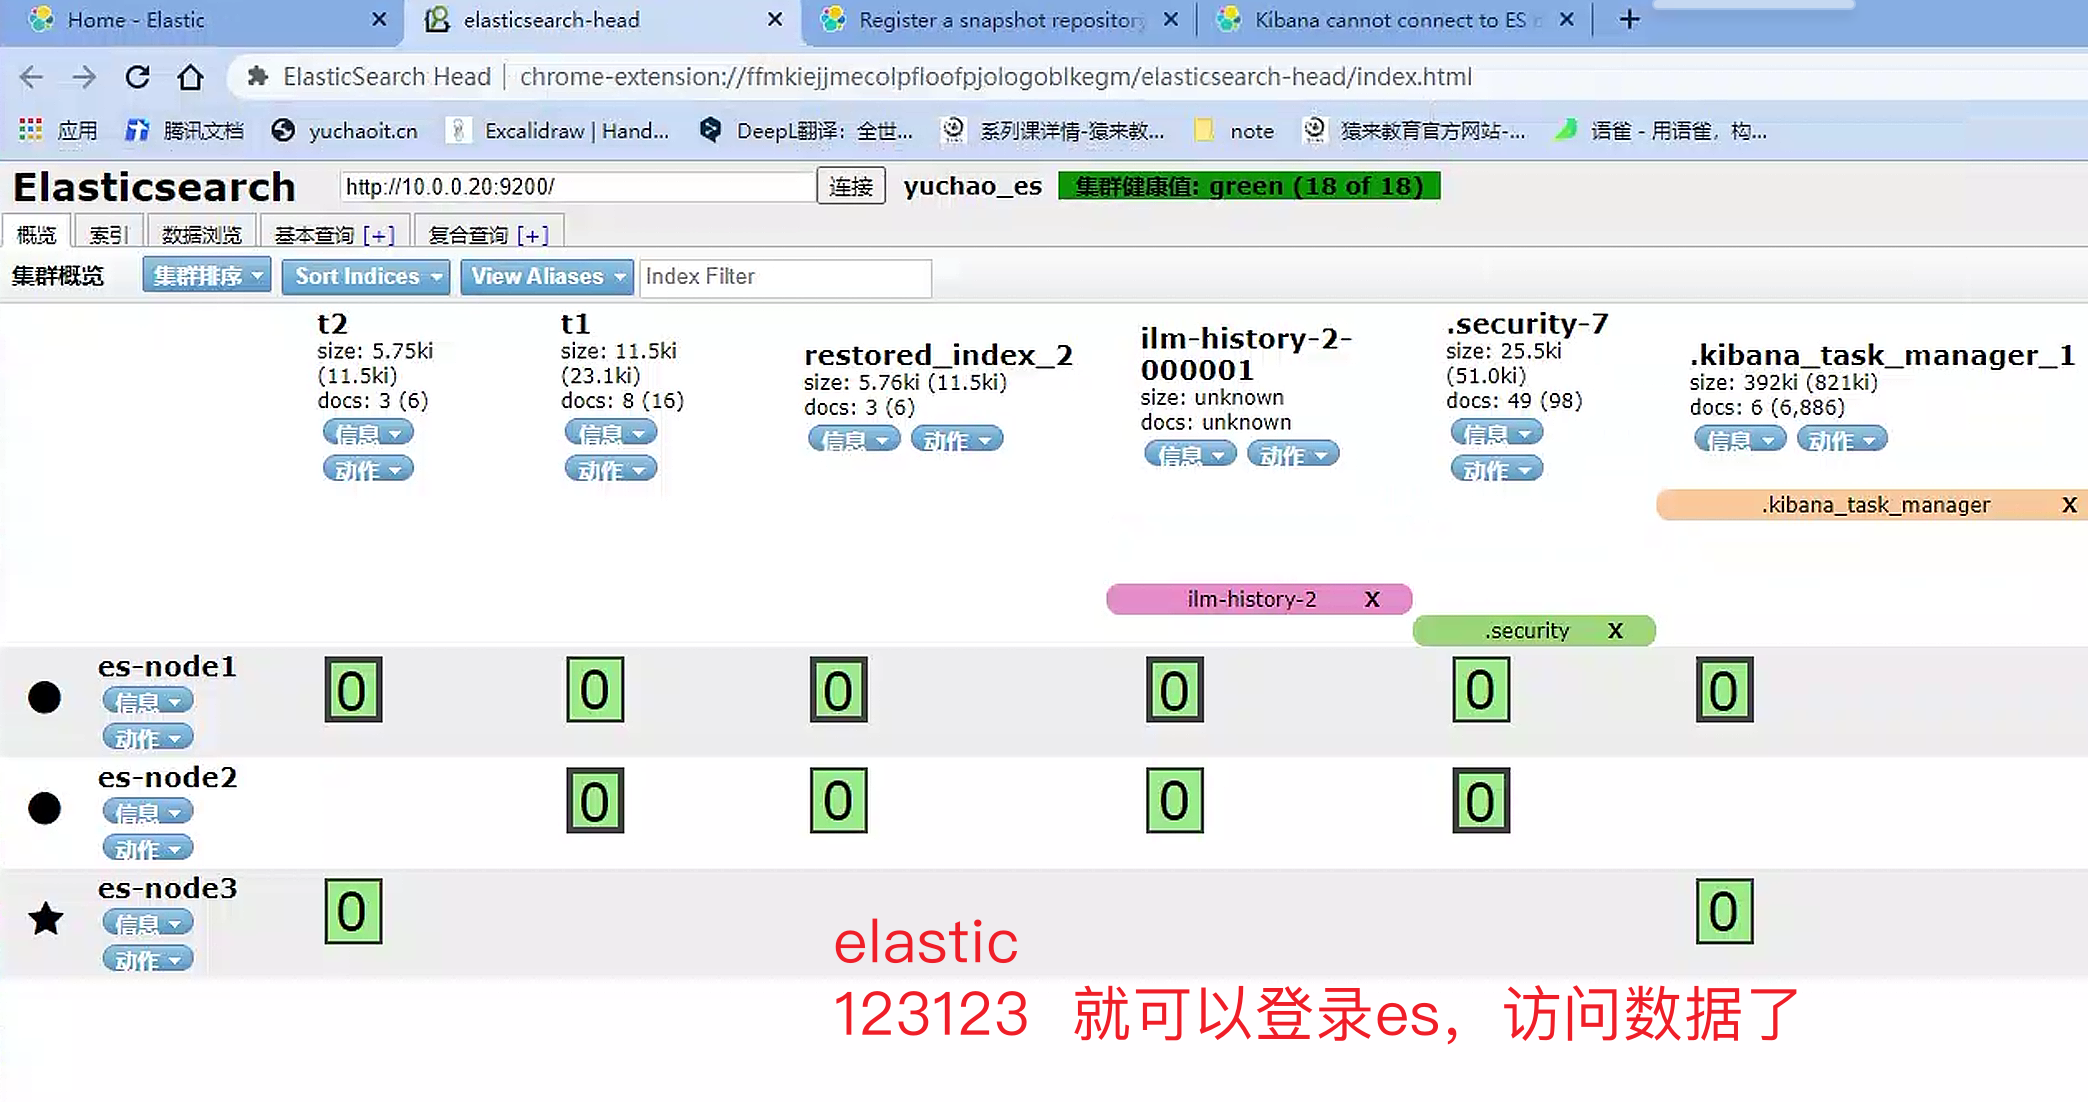 Home - Elastic
elasticsearch-head
Register a snapshot repository
Kibana cannot connect to ES
ElasticSearch Head | chrome-extension://ffmkiejjmecolpfloofpjologoblkegm/elasticsearch-head/index.html
应用 腾讯文档 yuchaoit.cn Excalidraw | Hand... DeepL翻译：全世... 系列课详情-猿来教... note 猿来教育官方网站-... 语雀 - 用语雀，构...
Elasticsearch http://10.0.0.20:9200/ 连接 yuchao_es 集群健康值: green (18 of 18)
概览 索引 数据浏览 基本查询 [+] 复合查询 [+]
集群概览 集群排序 Sort Indices View Aliases Index Filter
t2
size: 5.75ki
(11.5ki)
docs: 3 (6)
信息
动作
t1
size: 11.5ki
(23.1ki)
docs: 8 (16)
信息
动作
restored_index_2
size: 5.76ki (11.5ki)
docs: 3 (6)
信息 动作
ilm-history-2-
000001
size: unknown
docs: unknown
信息 动作
.security-7
size: 25.5ki
(51.0ki)
docs: 49 (98)
信息
动作
.kibana_task_manager_1
size: 392ki (821ki)
docs: 6 (6,886)
信息 动作
.kibana_task_manager X
ilm-history-2 X
.security X
es-node1
信息
动作
0 0 0 0 0 0
es-node2
信息
动作
0 0 0 0
es-node3
信息
动作
0 0
elastic
123123 就可以登录es，访问数据了